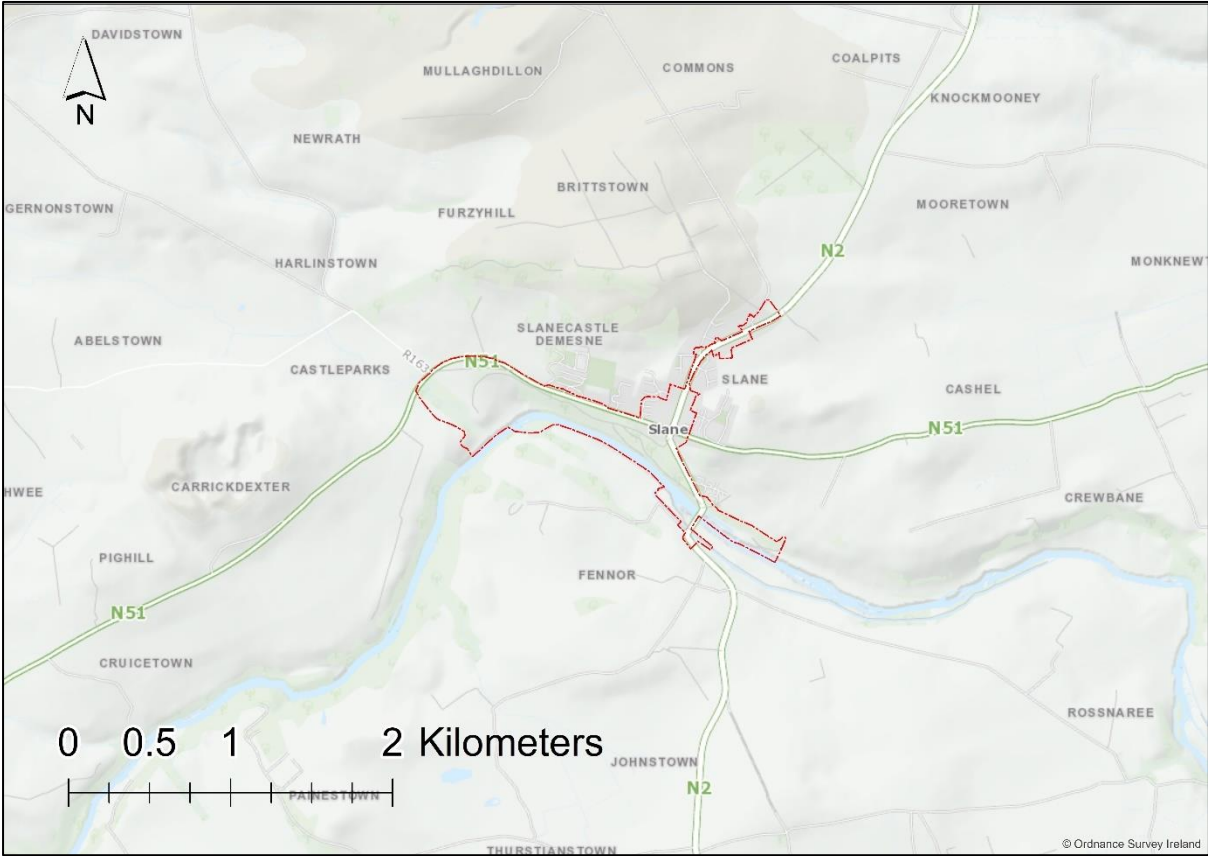 DAVIDSTOWN
MULLAGHDILLON
COMMONS
COALPITS
KNOCKMOONEY
N
NEWRATH
BRITTSTOWN
GERNONSTOWN
FURZYHILL
MOORETOWN
N2
HARLINSTOWN
MONKNEWT
SLANECASTLE
DEMESNE
ABELSTOWN
R163
N51
CASTLEPARKS
SLANE
CASHEL
Slane
N51
HWEE
CARRICKDEXTER
CREWBANE
PIGHILL
FENNOR
N51
CRUICETOWN
ROSSNAREE
0 0.5 1 2 Kilometers
JOHNSTOWN
N2
PAINESTOWN
THURSTIANSTOWN
© Ordnance Survey Ireland